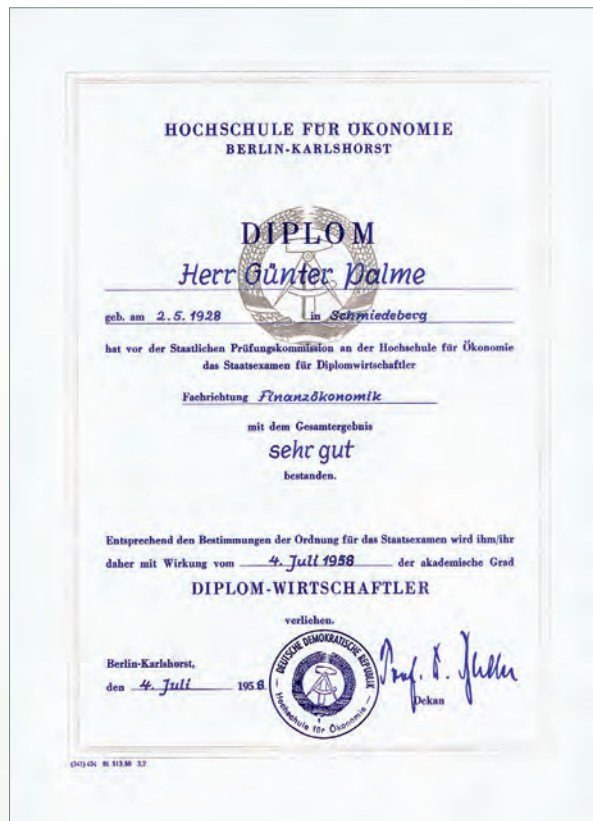 HOCHSCHULE FÜR ÖKONOMIE
BERLIN-KARLSHORST
DIPLOM
Herr Günter Palme
geb. am 2.5.1928 in Schmiedeberg
hat vor der Staatlichen Prüfungskommission an der Hochschule für Ökonomie
das Staatsexamen für Diplomwirtschaftler
Fachrichtung Finanzökonomik
mit dem Gesamtergebnis
sehr gut
bestanden.
Entsprechend den Bestimmungen der Ordnung für das Staatsexamen wird ihm/ihr
daher mit Wirkung vom 4. Juli 1958 der akademische Grad
DIPLOM-WIRTSCHAFTLER
verliehen.
Berlin-Karlshorst,
den 4. Juli 1958
DEUTSCHE DEMOKRATISCHE REPUBLIK
Hochschule für Ökonomie
Prof. D.
Dekan